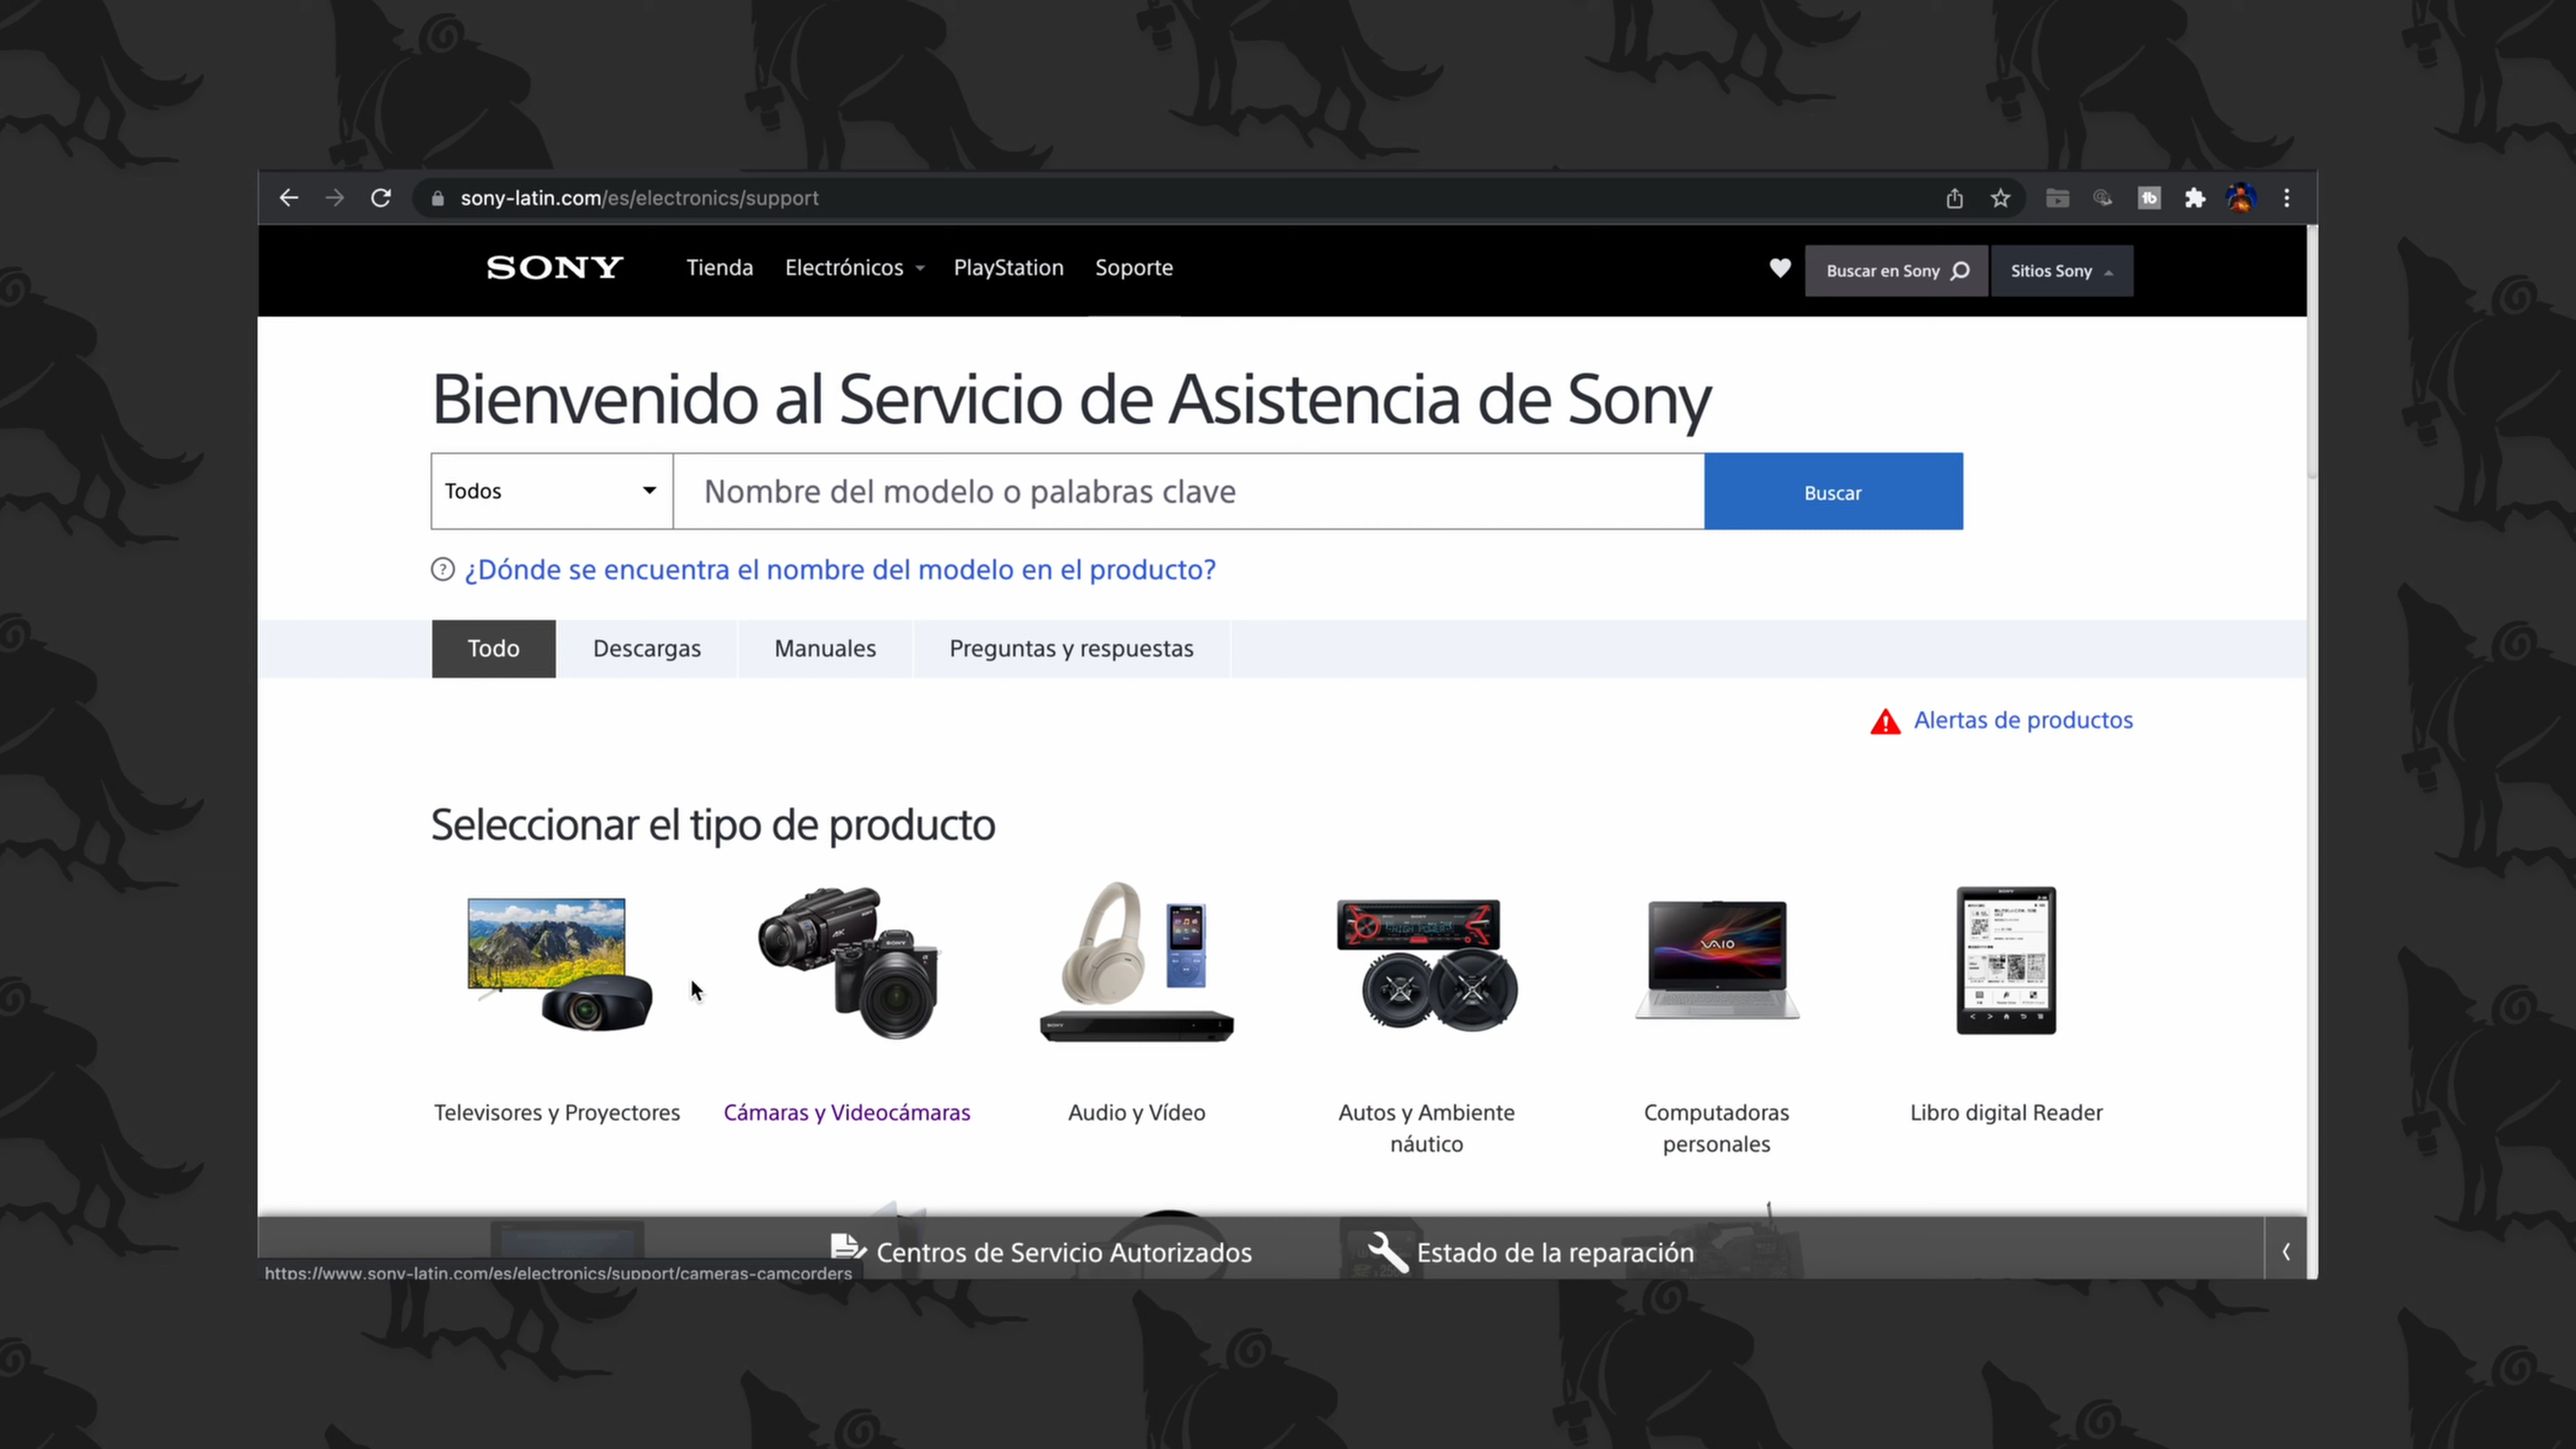 sony-latin.com/es/electronics/support
SONY
Tienda
Electrónicos
PlayStation
Soporte
Buscar en Sony
Sitios Sony
Bienvenido al Servicio de Asistencia de Sony
Todos
Nombre del modelo o palabras clave
Buscar
¿Dónde se encuentra el nombre del modelo en el producto?
Todo
Descargas
Manuales
Preguntas y respuestas
Alertas de productos
Seleccionar el tipo de producto
VAIO
Televisores y Proyectores
Cámaras y Videocámaras
Audio y Vídeo
Autos y Ambiente
náutico
Computadoras
personales
Libro digital Reader
Centros de Servicio Autorizados
Estado de la reparación
https://www.sony-latin.com/es/electronics/support/cameras-camcorders